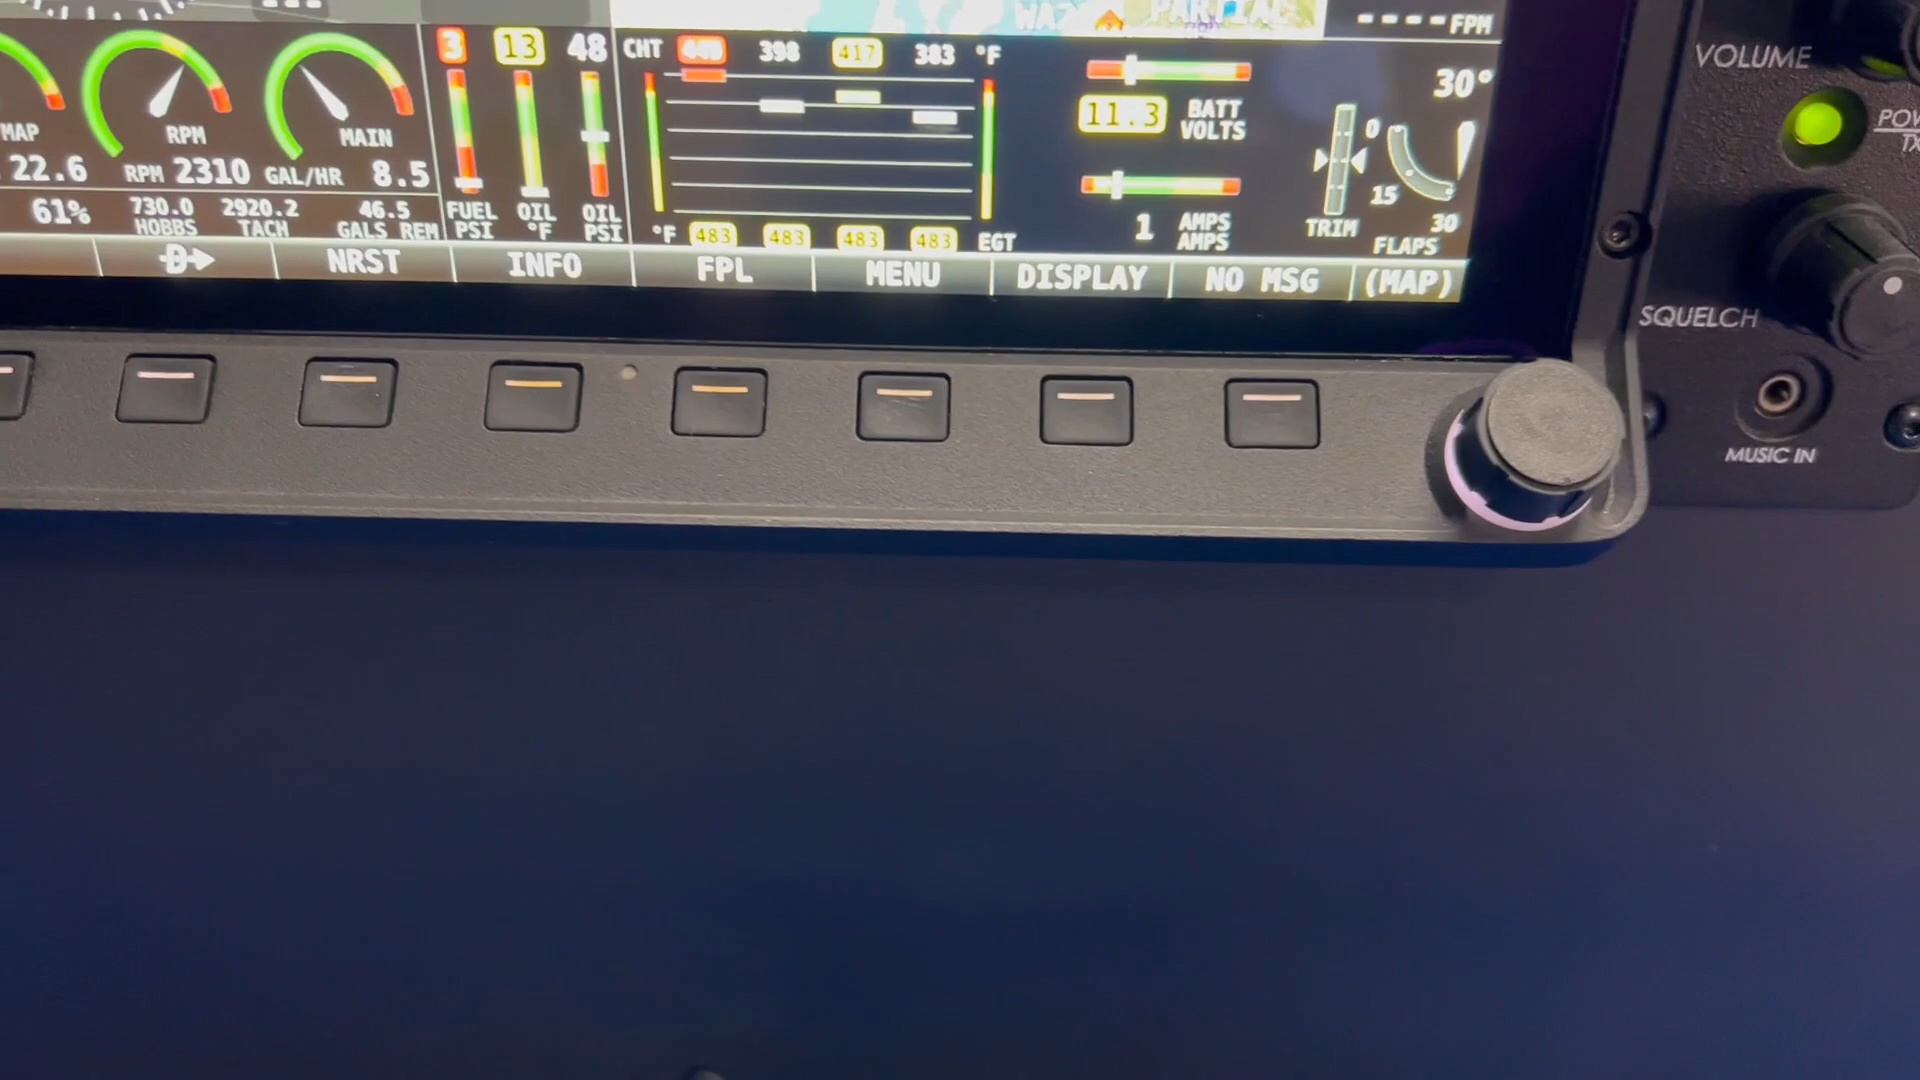 PARTIAL
---- FPM
3 13 48
CHT 398 417 383 °F
VOLUME
30°
11.3 BATT
VOLTS
MAP RPM MAIN
22.6 RPM 2310 GAL/HR 8.5
0
15
30
61% 730.0 2920.2 46.5
HOBBS TACH GALS REM
FUEL PSI
OIL °F
OIL PSI
°F 483 483 483 483 EGT
1 AMPS
AMPS
TRIM
FLAPS
D NRST INFO FPL MENU DISPLAY NO MSG (MAP)
SQUELCH
MUSIC IN